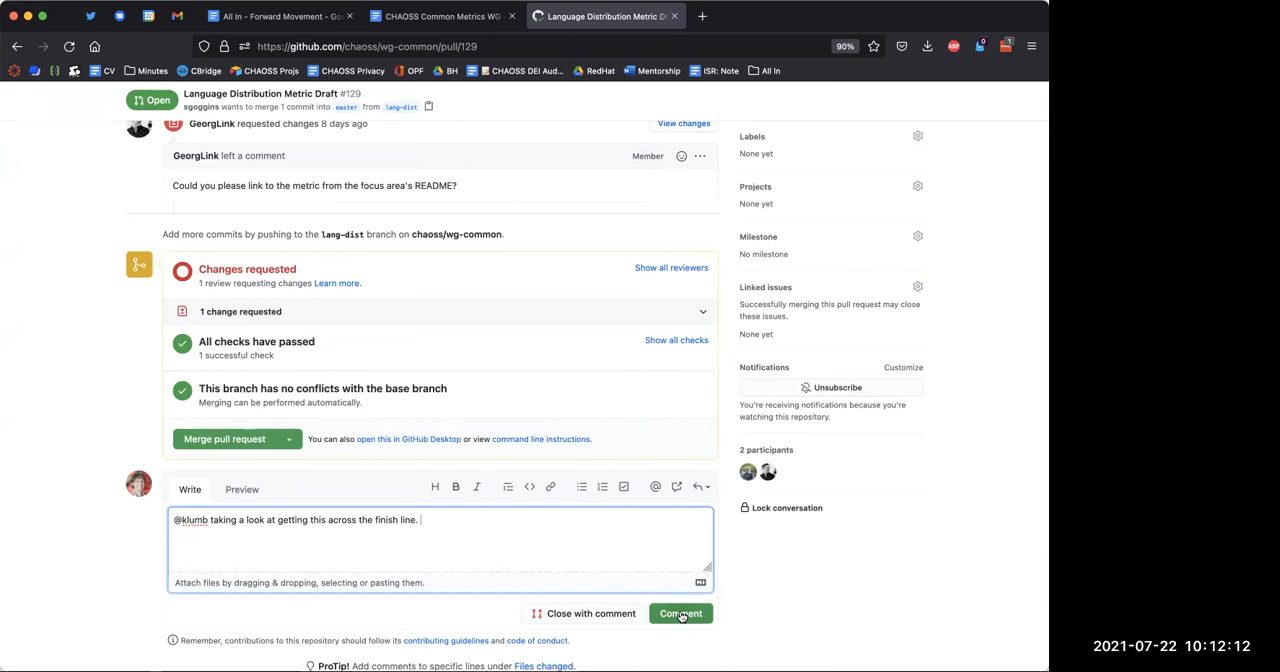 All In - Forward Movement - Go
CHAOSS Common Metrics WG
Language Distribution Metric Dr
https://github.com/chaoss/wg-common/pull/129
90%
ABP
0
1
CV
Minutes
CBridge
CHAOSS Projs
CHAOSS Privacy
OPF
BH
CHAOSS DEI Aud...
RedHat
Mentorship
ISR: Note
All In
Open
Language Distribution Metric Draft #129
sgoggins wants to merge 1 commit into master from lang-dist
GeorgLink requested changes 8 days ago
View changes
GeorgLink left a comment
Member
Could you please link to the metric from the focus area's README?
Add more commits by pushing to the lang-dist branch on chaoss/wg-common.
Changes requested
1 review requesting changes Learn more.
Show all reviewers
1 change requested
All checks have passed
1 successful check
Show all checks
This branch has no conflicts with the base branch
Merging can be performed automatically.
Merge pull request
You can also open this in GitHub Desktop or view command line instructions.
Write
Preview
H B I
@klumb taking a look at getting this across the finish line.
Attach files by dragging & dropping, selecting or pasting them.
Close with comment
Comment
Remember, contributions to this repository should follow its contributing guidelines and code of conduct.
ProTip! Add comments to specific lines under Files changed.
Labels
None yet
Projects
None yet
Milestone
No milestone
Linked issues
Successfully merging this pull request may close
these issues.
None yet
Notifications
Customize
Unsubscribe
You're receiving notifications because you're
watching this repository.
2 participants
Lock conversation
2021-07-22 10:12:12